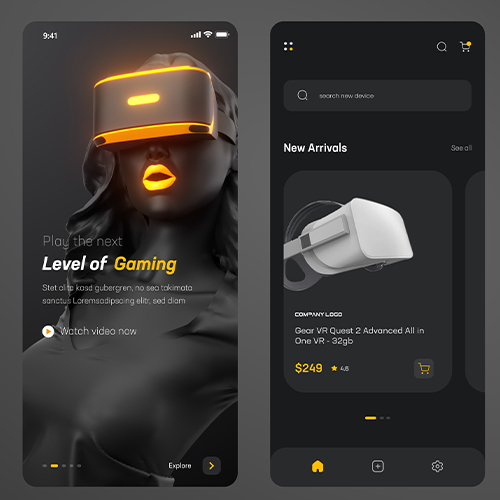 9:41
Play the next
Level of Gaming
Stet clita kasd gubergren, no sea takimata
sanctus Loremsadipscing elitr, sed diam
Watch video now
Explore
search new device
New Arrivals
See all
COMPANY LOGO
Gear VR Quest 2 Advanced All in
One VR - 32gb
$249
4.6